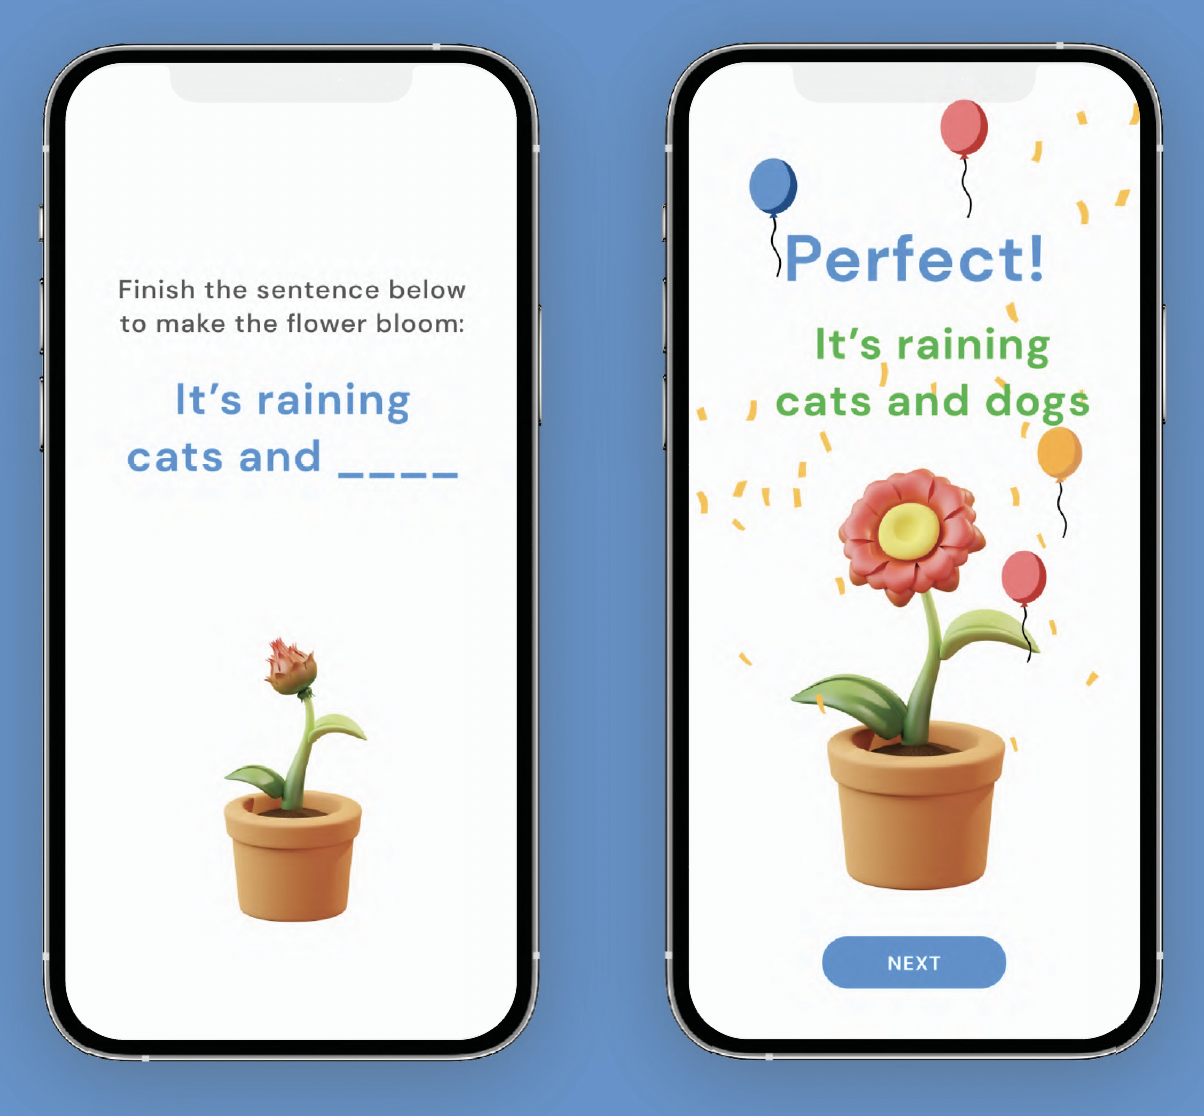 Finish the sentence below
to make the flower bloom:
It’s raining
cats and _ _ _ _
Perfect!
It’s raining
cats and dogs
NEXT